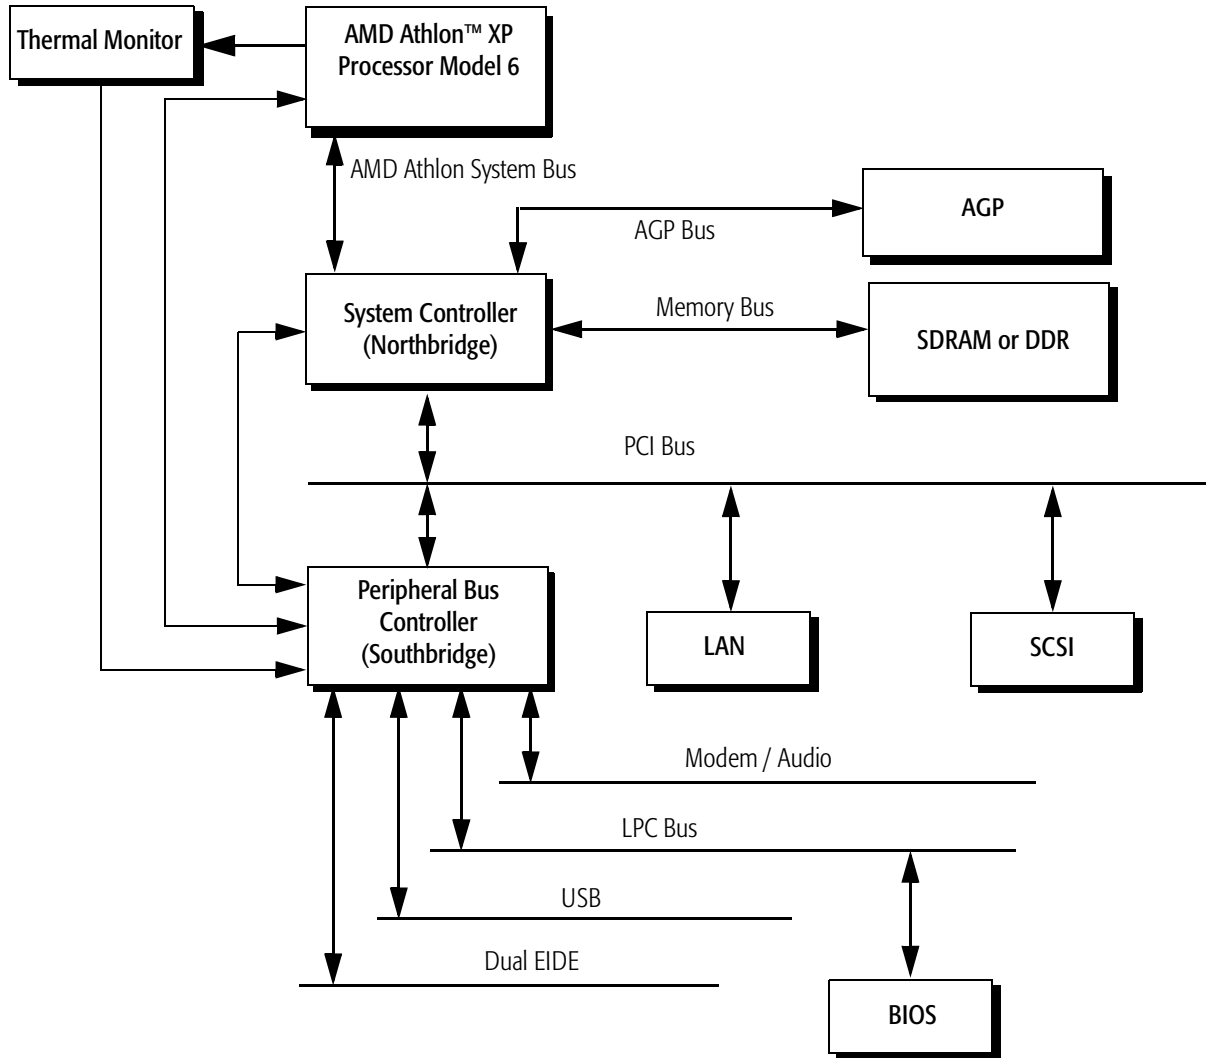 Thermal Monitor
AMD Athlon™ XP
Processor Model 6
AMD Athlon System Bus
AGP
AGP Bus
System Controller
(Northbridge)
Memory Bus
SDRAM or DDR
PCI Bus
Peripheral Bus
Controller
(Southbridge)
LAN
SCSI
Modem / Audio
LPC Bus
USB
Dual EIDE
BIOS